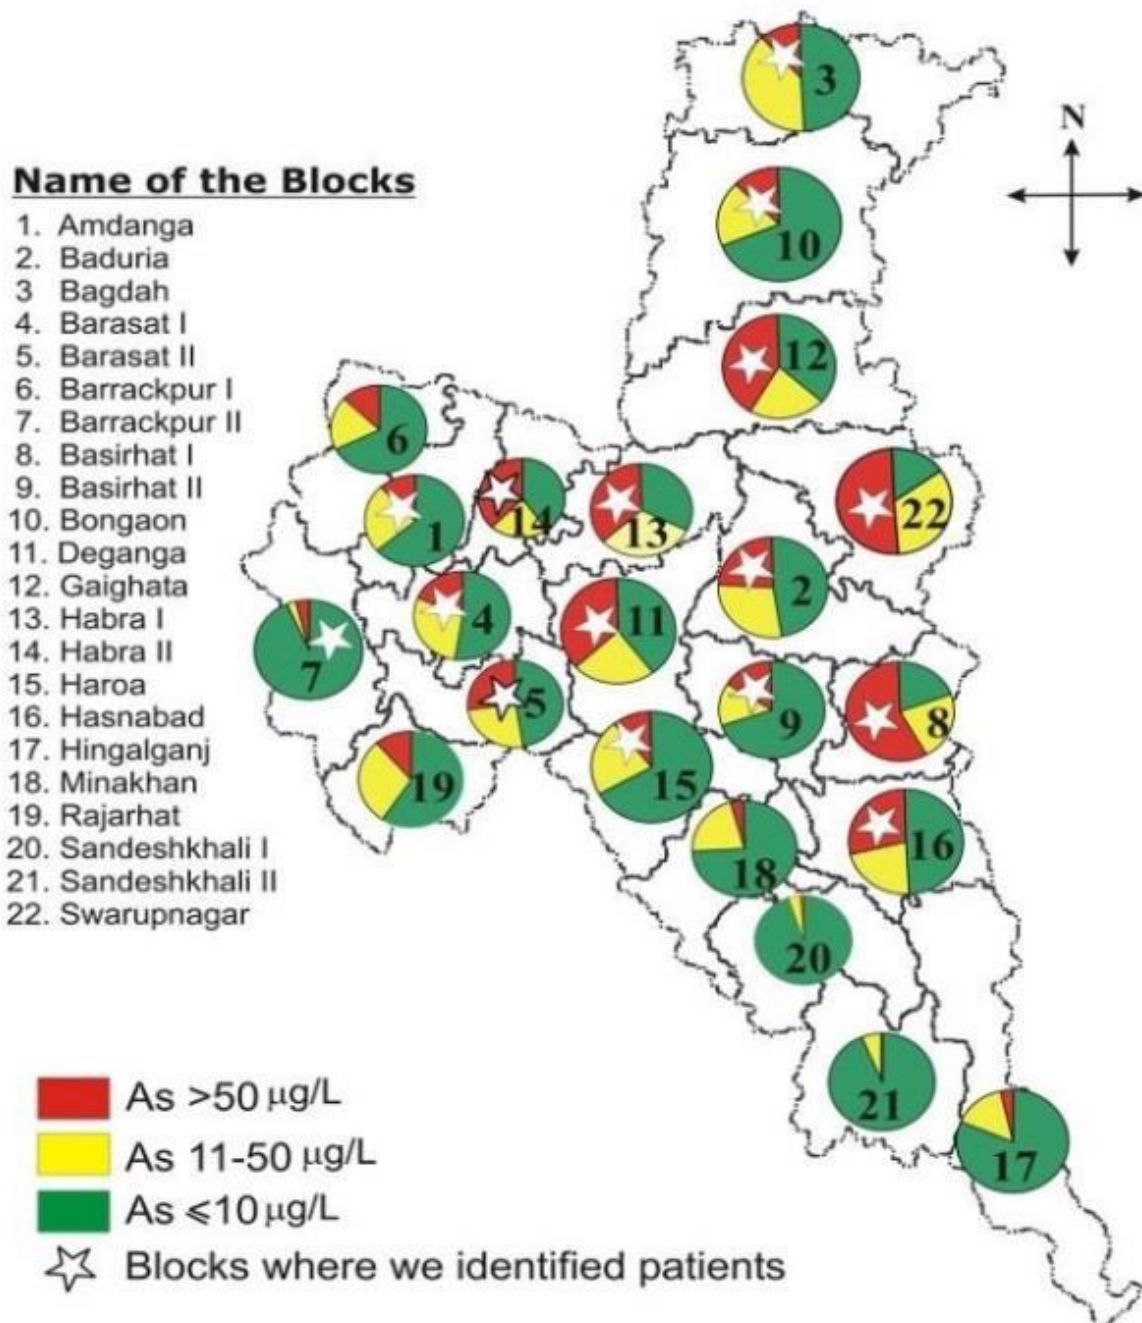 Name of the Blocks
1. Amdanga
2. Baduria
3 Bagdah
4. Barasat I
5. Barasat II
6. Barrackpur I
7. Barrackpur II
8. Basirhat I
9. Basirhat II
10. Bongaon
11. Deganga
12. Gaighata
13. Habra I
14. Habra II
15. Haroa
16. Hasnabad
17. Hingalganj
18. Minakhan
19. Rajarhat
20. Sandeshkhali I
21. Sandeshkhali II
22. Swarupnagar
N
3
10
12
6
1
14
13
22
2
4
11
7
5
9
8
19
15
18
16
20
21
17
As >50 µg/L
As 11-50 µg/L
As ⩽10 µg/L
Blocks where we identified patients